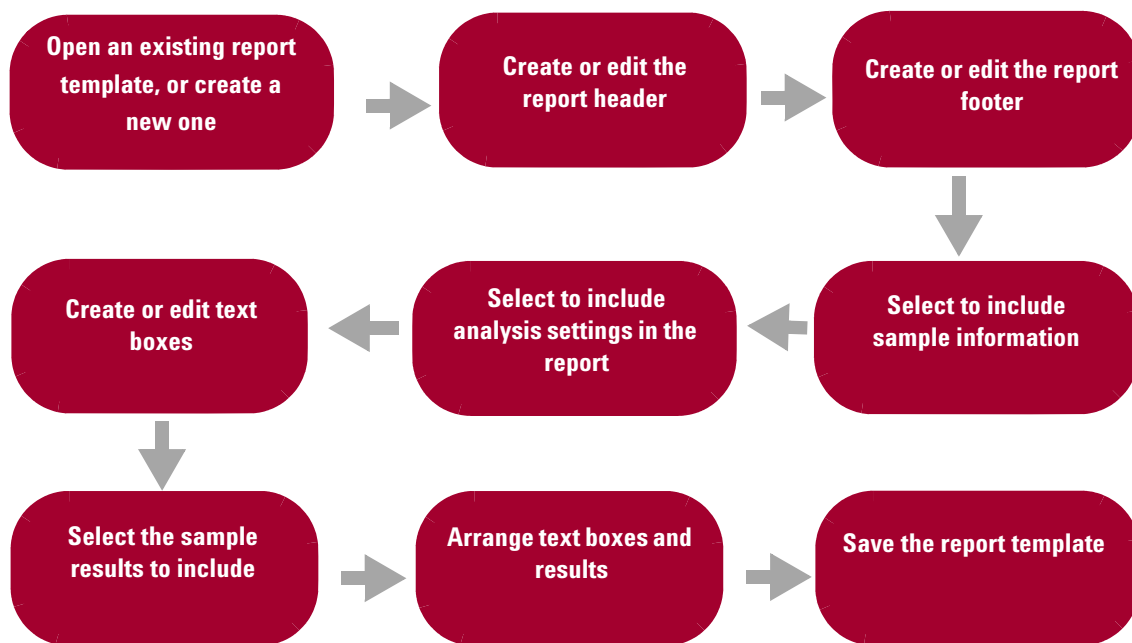 Open an existing report
template, or create a
new one
Create or edit the
report header
Create or edit the report
footer
Select to include
sample information
Select to include
analysis settings in the
report
Create or edit text
boxes
Select the sample
results to include
Arrange text boxes and
results
Save the report template